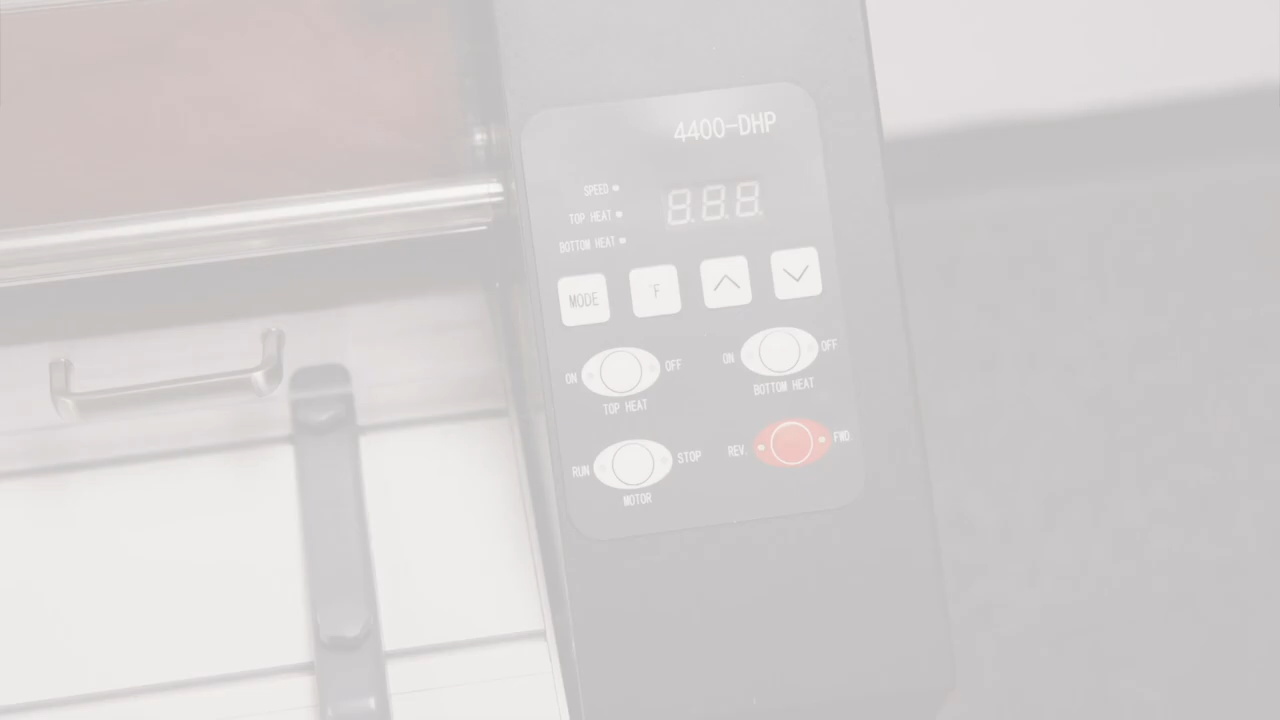 4400-DHP
SPEED
8.8.8.
TOP HEAT
BOTTOM HEAT
MODE
°F
ON OFF
TOP HEAT
ON OFF
BOTTOM HEAT
RUN STOP
MOTOR
REV. FWD.